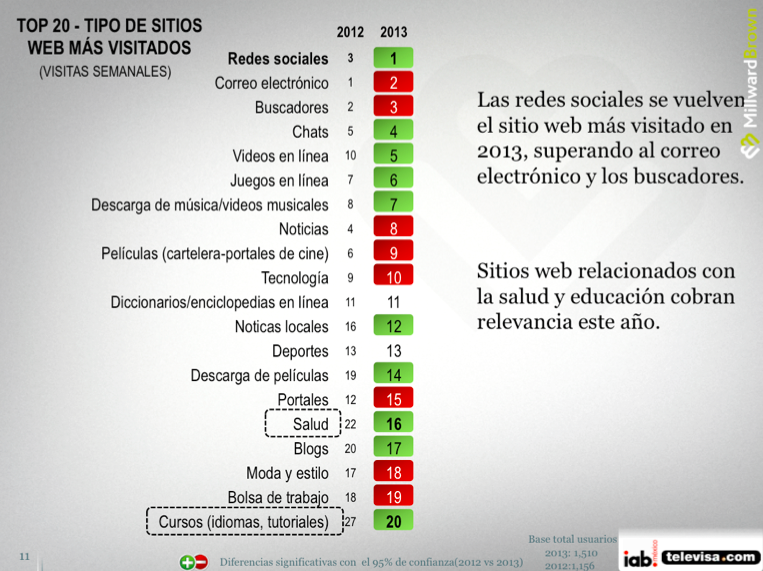 TOP 20 - TIPO DE SITIOS
WEB MÁS VISITADOS
(VISITAS SEMANALES)
2012 2013
Redes sociales 3 1
Correo electrónico 1 2
Buscadores 2 3
Chats 5 4
Videos en línea 10 5
Juegos en línea 7 6
Descarga de música/videos musicales 8 7
Noticias 4 8
Películas (cartelera-portales de cine) 6 9
Tecnología 9 10
Diccionarios/enciclopedias en línea 11 11
Noticas locales 16 12
Deportes 13 13
Descarga de películas 19 14
Portales 12 15
Salud 22 16
Blogs 20 17
Moda y estilo 17 18
Bolsa de trabajo 18 19
Cursos (idiomas, tutoriales) 27 20
Las redes sociales se vuelven
el sitio web más visitado en
2013, superando al correo
electrónico y los buscadores.
Sitios web relacionados con
la salud y educación cobran
relevancia este año.
MillwardBrown
11
Diferencias significativas con el 95% de confianza(2012 vs 2013)
Base total usuarios
2013: 1,510
2012:1,156
iab. méxico
televisa.com